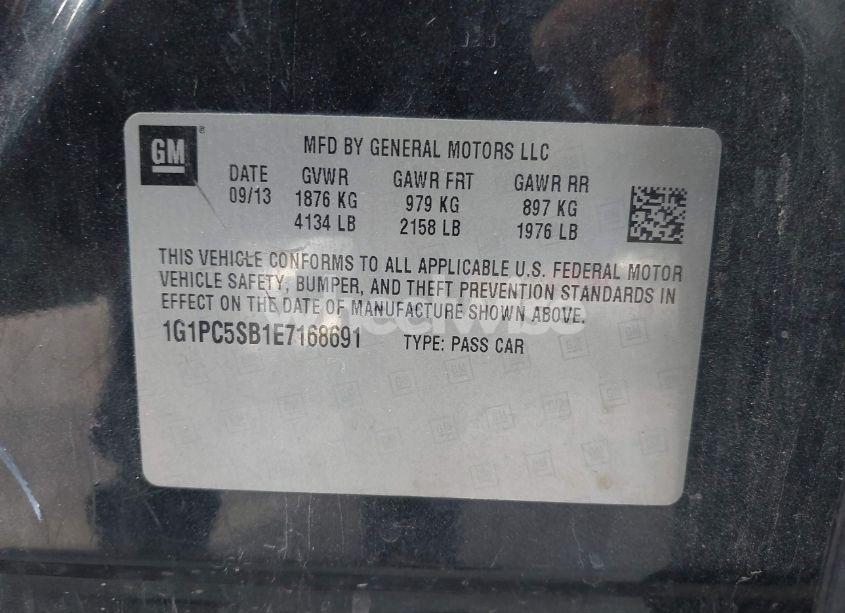 GM
MFD BY GENERAL MOTORS LLC
DATE GVWR GAWR FRT GAWR RR
09/13 1876 KG 979 KG 897 KG
4134 LB 2158 LB 1976 LB
THIS VEHICLE CONFORMS TO ALL APPLICABLE U.S. FEDERAL MOTOR
VEHICLE SAFETY, BUMPER, AND THEFT PREVENTION STANDARDS IN
EFFECT ON THE DATE OF MANUFACTURE SHOWN ABOVE.
1G1PC5SB1E7168691 TYPE: PASS CAR